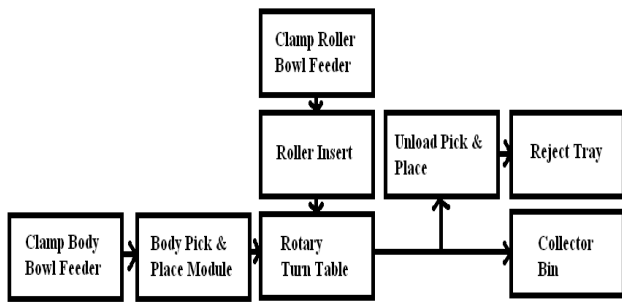 Clamp Roller
Bowl Feeder
Roller Insert
Unload Pick &
Place
Reject Tray
Clamp Body
Bowl Feeder
Body Pick &
Place Module
Rotary
Turn Table
Collector
Bin